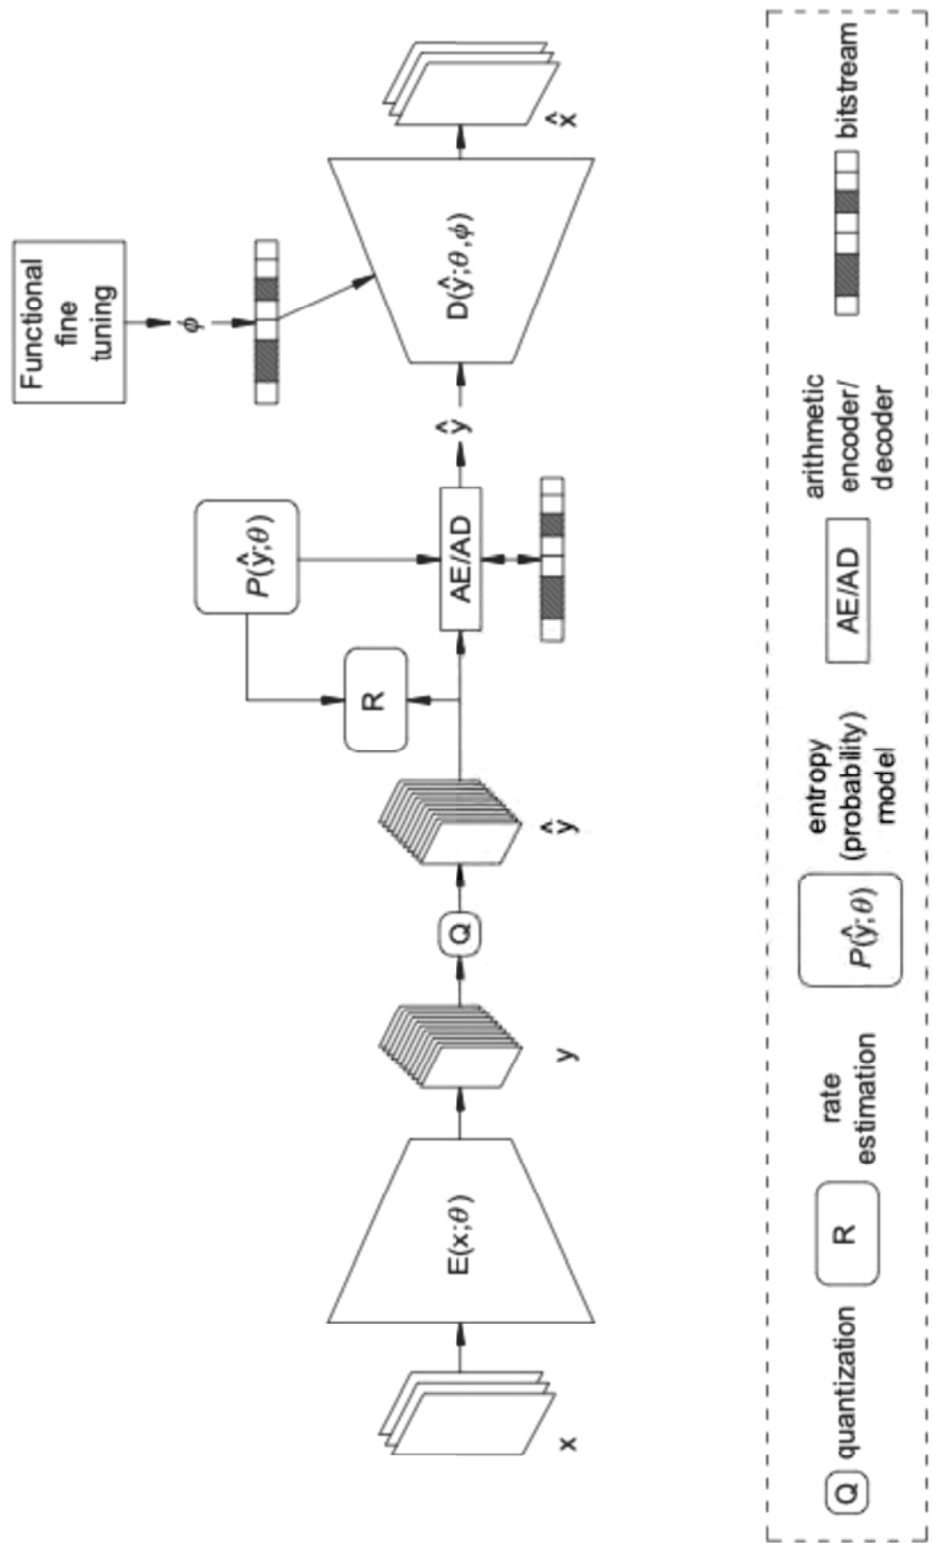 Functional
fine
tuning
ϕ
P(ŷ;θ)
R
x
E(x;θ)
y
Q
ŷ
AE/AD
ŷ
D(ŷ;θ,ϕ)
x̂
Q quantization
R
rate
estimation
P(ŷ;θ)
entropy
(probability)
model
AE/AD
arithmetic
encoder/
decoder
bitstream